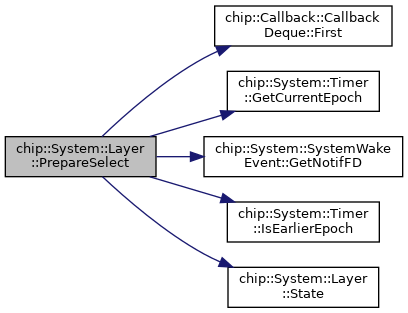 chip::System::Layer
::PrepareSelect
chip::Callback::Callback
Deque::First
chip::System::Timer
::GetCurrentEpoch
chip::System::SystemWake
Event::GetNotifFD
chip::System::Timer
::IsEarlierEpoch
chip::System::Layer
::State